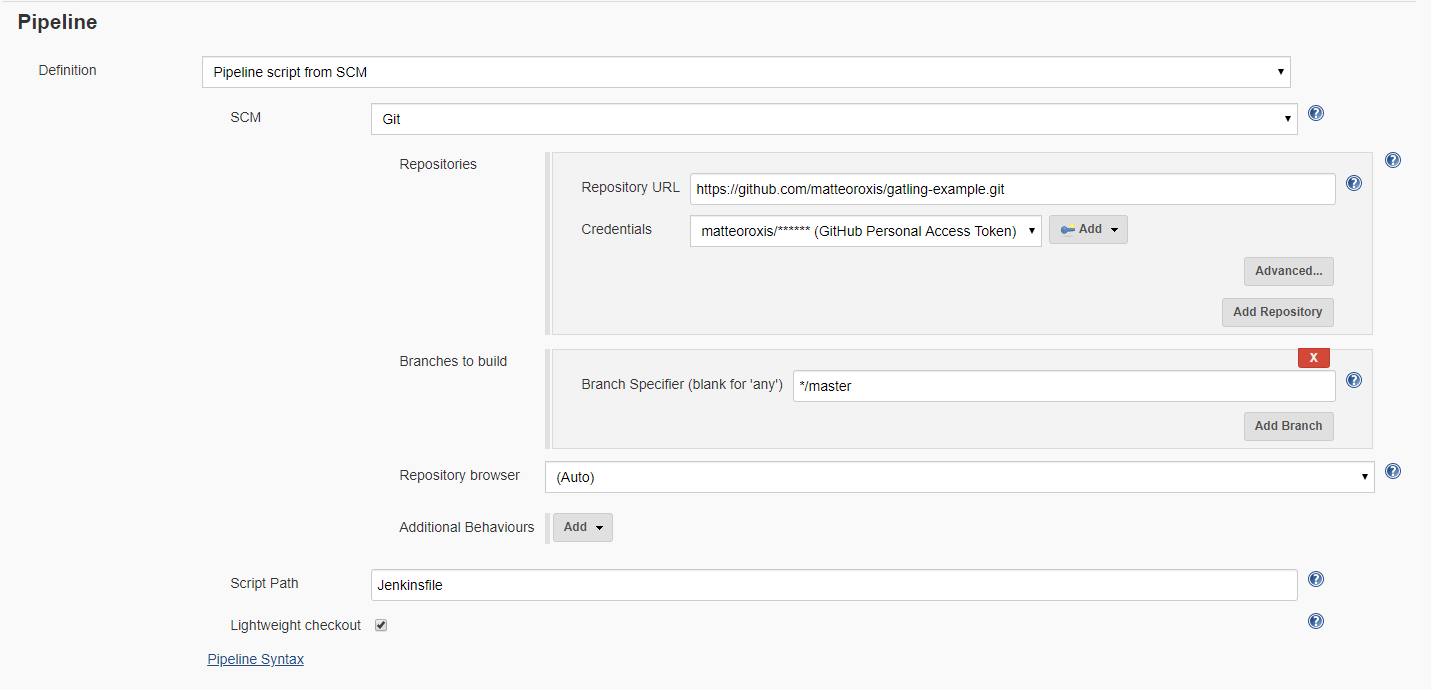 Pipeline
Definition
Pipeline script from SCM
SCM
Git
Repositories
Repository URL
https://github.com/matteoroxis/gatling-example.git
Credentials
matteoroxis/****** (GitHub Personal Access Token)
Add
Advanced...
Add Repository
Branches to build
X
Branch Specifier (blank for 'any')
*/master
Add Branch
Repository browser
(Auto)
Additional Behaviours
Add
Script Path
Jenkinsfile
Lightweight checkout
Pipeline Syntax